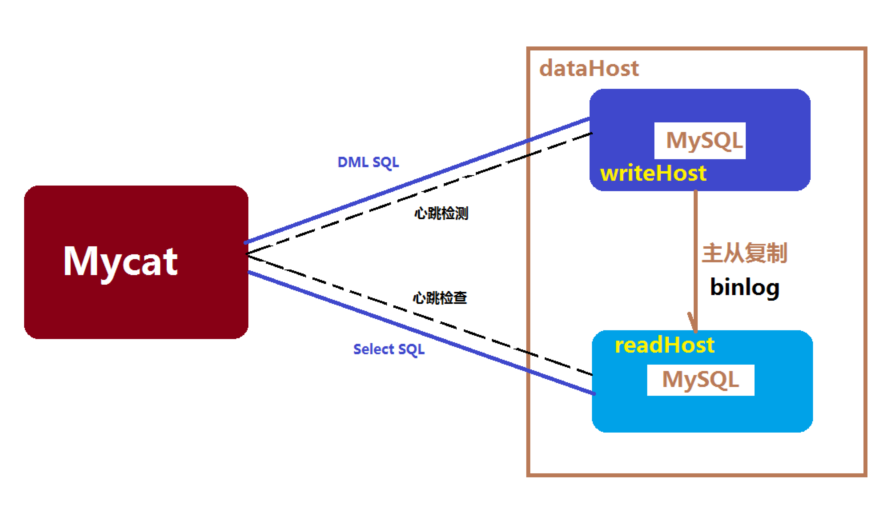 dataHost
MySQL
writeHost
DML SQL
心跳检测
Mycat
主从复制
binlog
心跳检查
Select SQL
readHost
MySQL